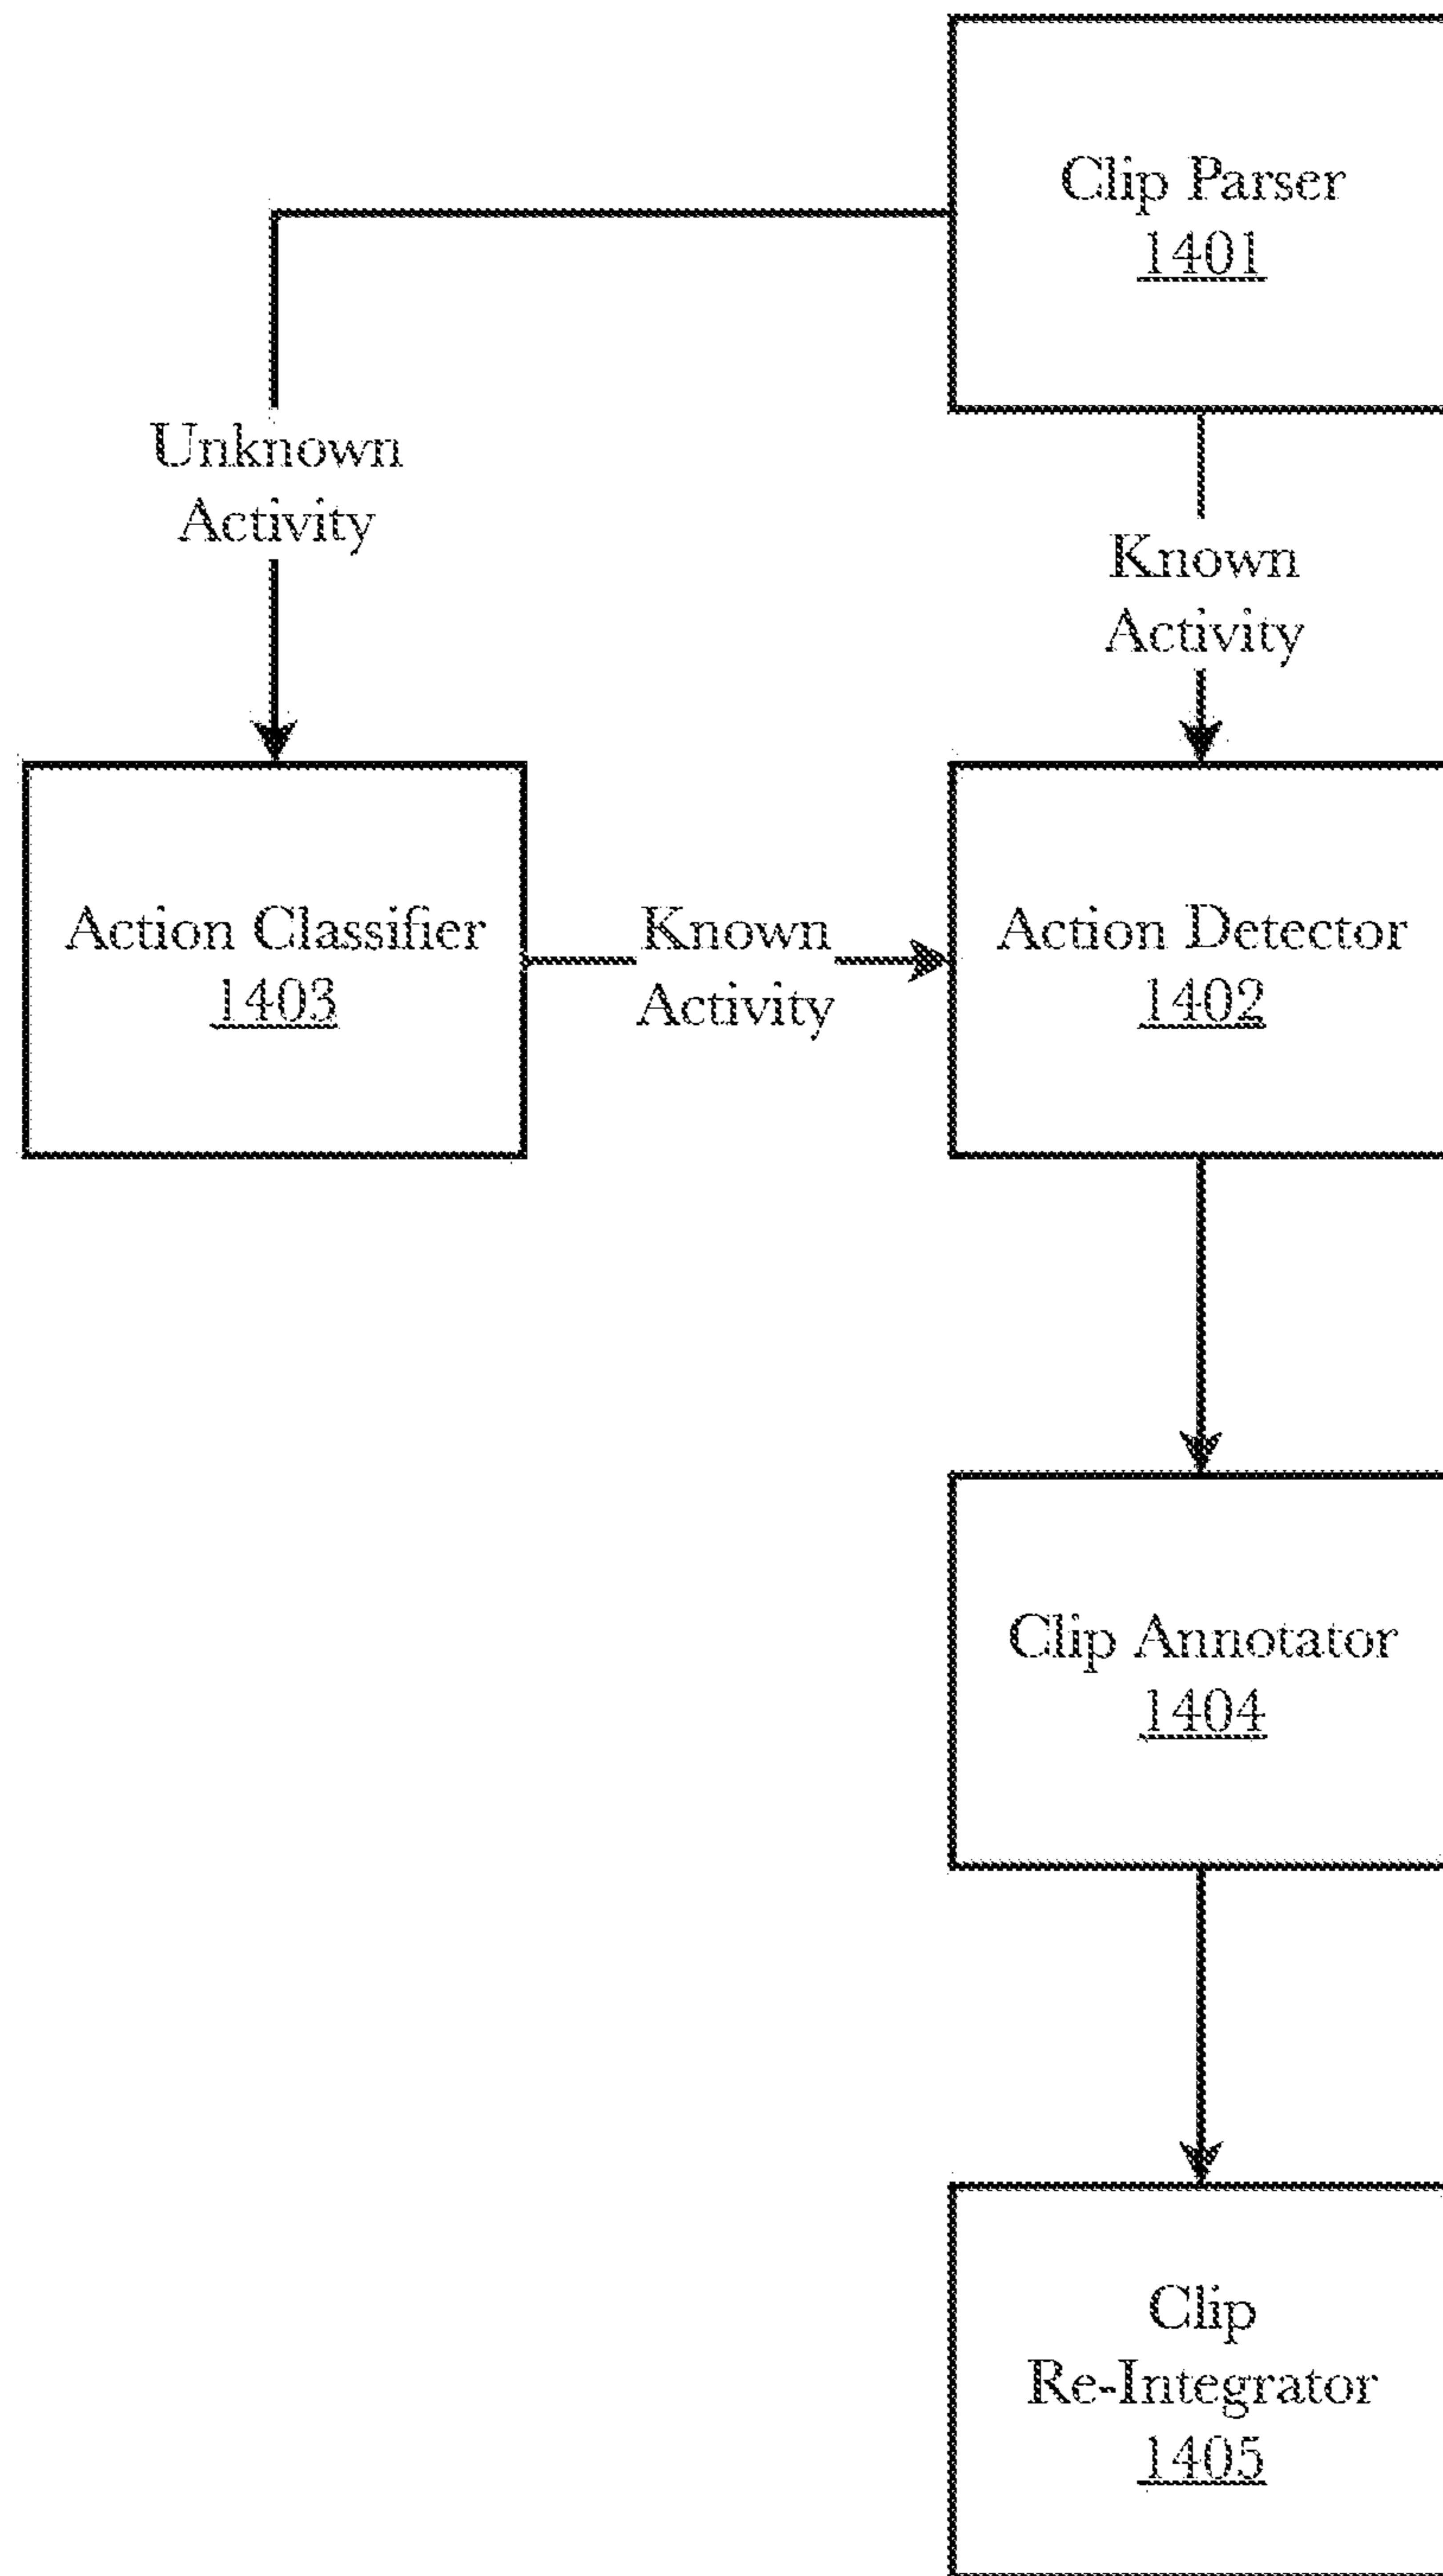 Clip Parser
1401
Unknown
Activity
Known
Activity
Action Classifier
1403
Known
Activity
Action Detector
1402
Clip Annotator
1404
Clip
Re-Integrator
1405